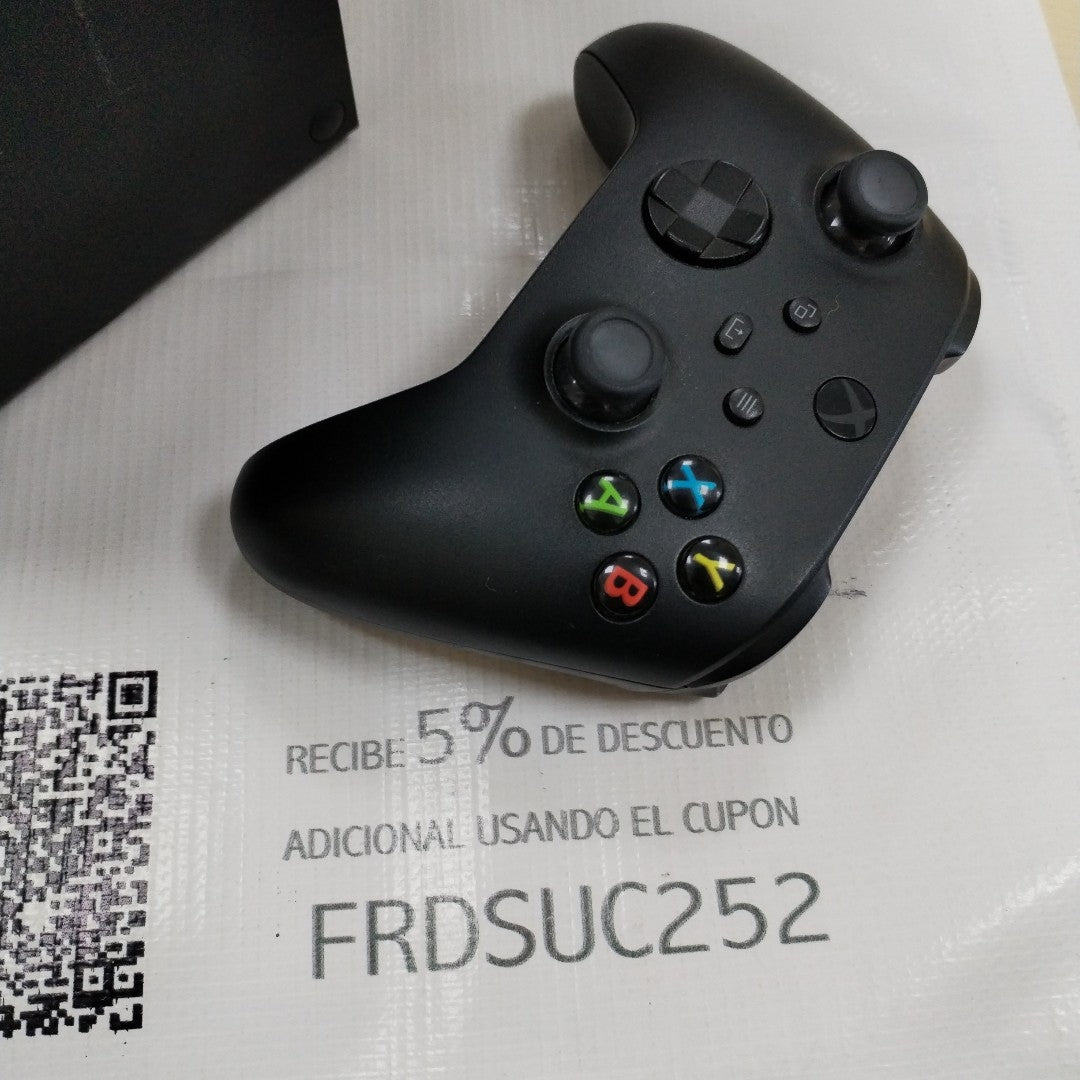 X
A
Y
B
RECIBE 5% DE DESCUENTO
ADICIONAL USANDO EL CUPON
FRDSUC252